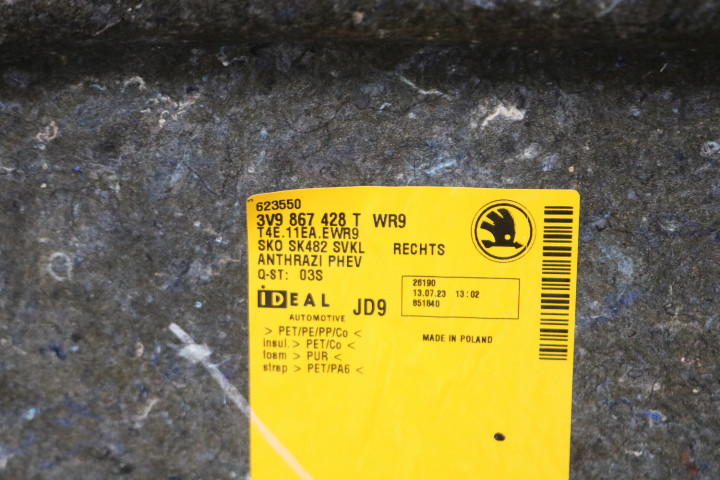 623550
3V9 867 428 T WR9
T4E.11EA.EWR9
SKO SK482 SVKL RECHTS
ANTHRAZI PHEV
Q-ST: 03S
26190
13.07.23 13:02
851840
IDEAL
AUTOMOTIVE
JD9
MADE IN POLAND
> PET/PE/PP/Co <
insul. > PET/Co <
foam > PUR <
strap > PET/PA6 <